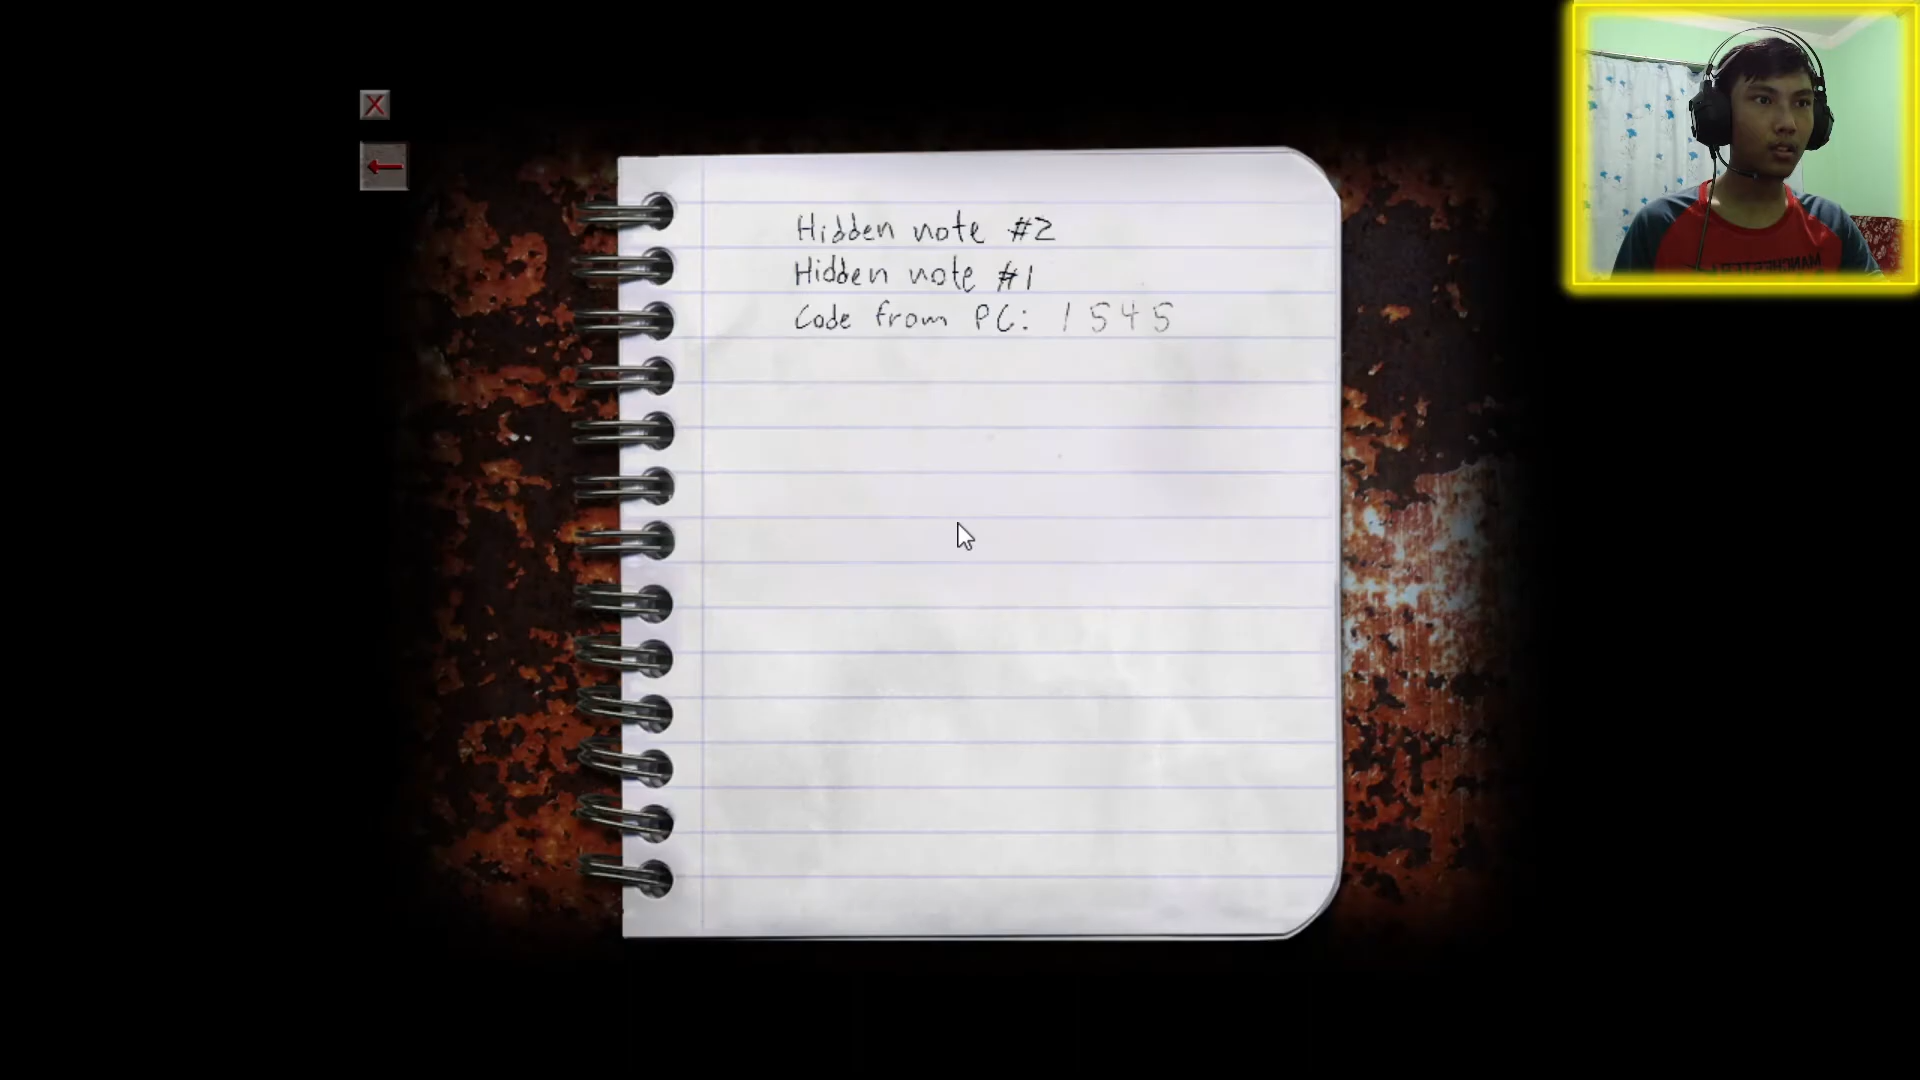 Hidden note #2
Hidden note #1
Code from PC: 1545